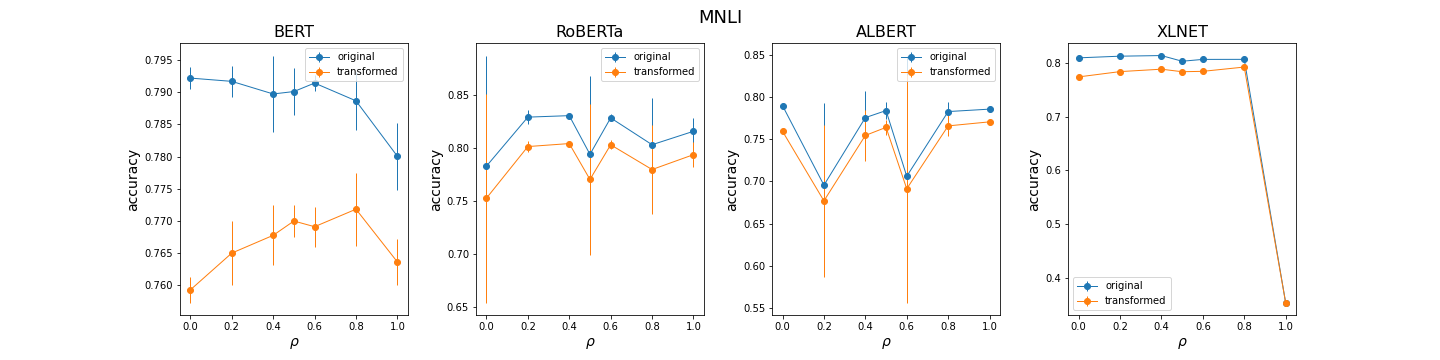 MNLI
BERT
original
transformed
0.795
0.790
0.785
0.780
0.775
0.770
0.765
0.760
accuracy
0.0 0.2 0.4 0.6 0.8 1.0
ρ
RoBERTa
original
transformed
0.85
0.80
0.75
0.70
0.65
accuracy
0.0 0.2 0.4 0.6 0.8 1.0
ρ
ALBERT
original
transformed
0.85
0.80
0.75
0.70
0.65
0.60
0.55
accuracy
0.0 0.2 0.4 0.6 0.8 1.0
ρ
XLNET
0.8
0.7
0.6
0.5
0.4
accuracy
original
transformed
0.0 0.2 0.4 0.6 0.8 1.0
ρ